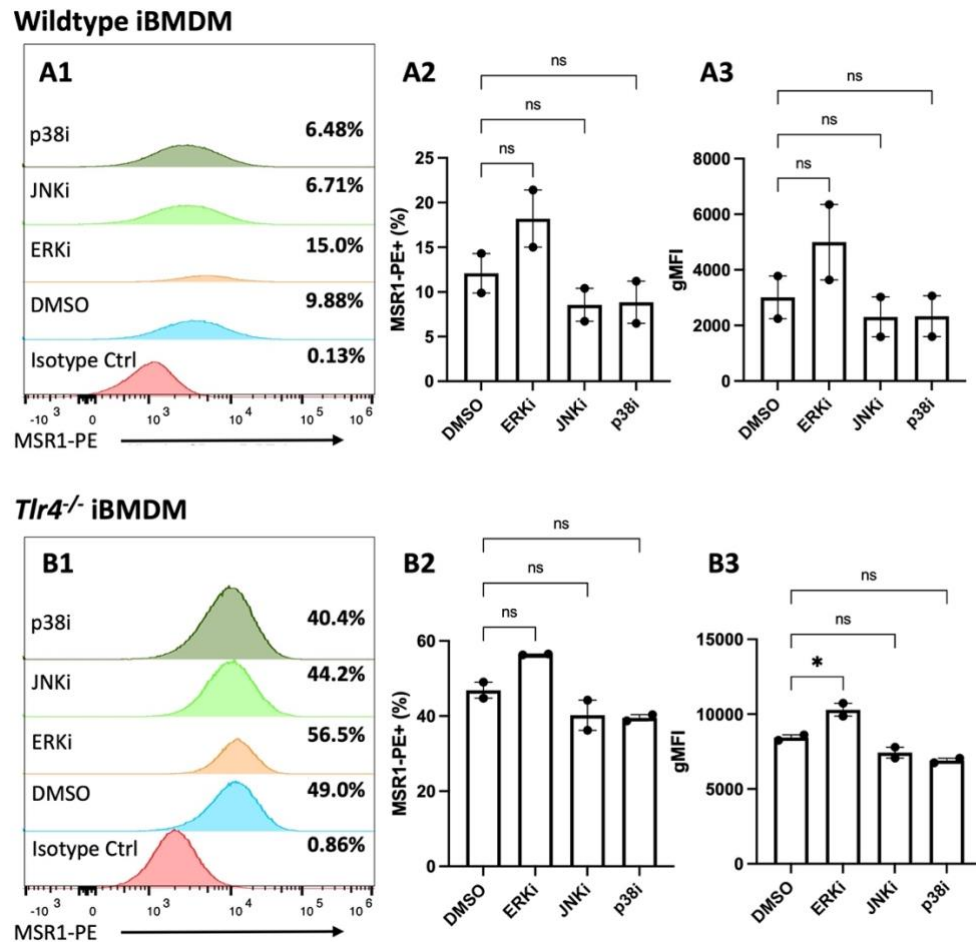 Wildtype iBMDM
A1
p38i 6.48%
JNKi 6.71%
ERKi 15.0%
DMSO 9.88%
Isotype Ctrl 0.13%
-10 3 0 10 3 10 4 10 5 10 6
MSR1-PE
A2
ns
ns
ns
MSR1-PE+ (%)
25
20
15
10
5
0
DMSO ERKi JNKi p38i
A3
ns
ns
ns
gMFI
8000
6000
4000
2000
0
DMSO ERKi JNKi p38i
Tlr4-/- iBMDM
B1
p38i 40.4%
JNKi 44.2%
ERKi 56.5%
DMSO 49.0%
Isotype Ctrl 0.86%
-10 3 0 10 3 10 4 10 5 10 6
MSR1-PE
B2
ns
ns
ns
MSR1-PE+ (%)
60
40
20
0
DMSO ERKi JNKi p38i
B3
ns
ns
*
gMFI
15000
10000
5000
0
DMSO ERKi JNKi p38i